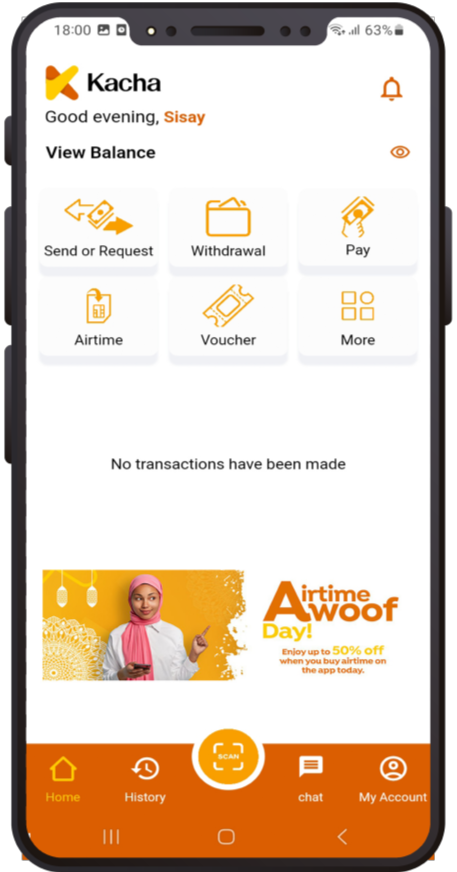 18:00 63%
Kacha
Good evening, Sisay
View Balance
Send or Request
Withdrawal
Pay
Airtime
Voucher
More
No transactions have been made
Airtime
woof
Day!
Enjoy up to 50% off
when you buy airtime on
the app today.
SCAN
Home
History
chat
My Account